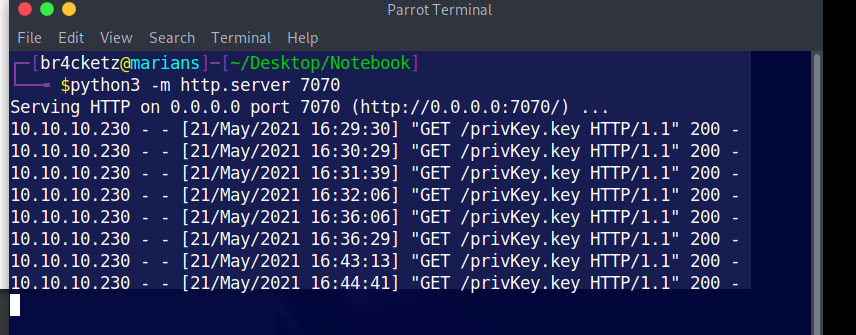 Parrot Terminal
File Edit View Search Terminal Help
┌─[br4cketz@marians]─[~/Desktop/Notebook]
└──╼ $python3 -m http.server 7070
Serving HTTP on 0.0.0.0 port 7070 (http://0.0.0.0:7070/) ...
10.10.10.230 - - [21/May/2021 16:29:30] "GET /privKey.key HTTP/1.1" 200 -
10.10.10.230 - - [21/May/2021 16:30:29] "GET /privKey.key HTTP/1.1" 200 -
10.10.10.230 - - [21/May/2021 16:31:39] "GET /privKey.key HTTP/1.1" 200 -
10.10.10.230 - - [21/May/2021 16:32:06] "GET /privKey.key HTTP/1.1" 200 -
10.10.10.230 - - [21/May/2021 16:36:06] "GET /privKey.key HTTP/1.1" 200 -
10.10.10.230 - - [21/May/2021 16:36:29] "GET /privKey.key HTTP/1.1" 200 -
10.10.10.230 - - [21/May/2021 16:43:13] "GET /privKey.key HTTP/1.1" 200 -
10.10.10.230 - - [21/May/2021 16:44:41] "GET /privKey.key HTTP/1.1" 200 -